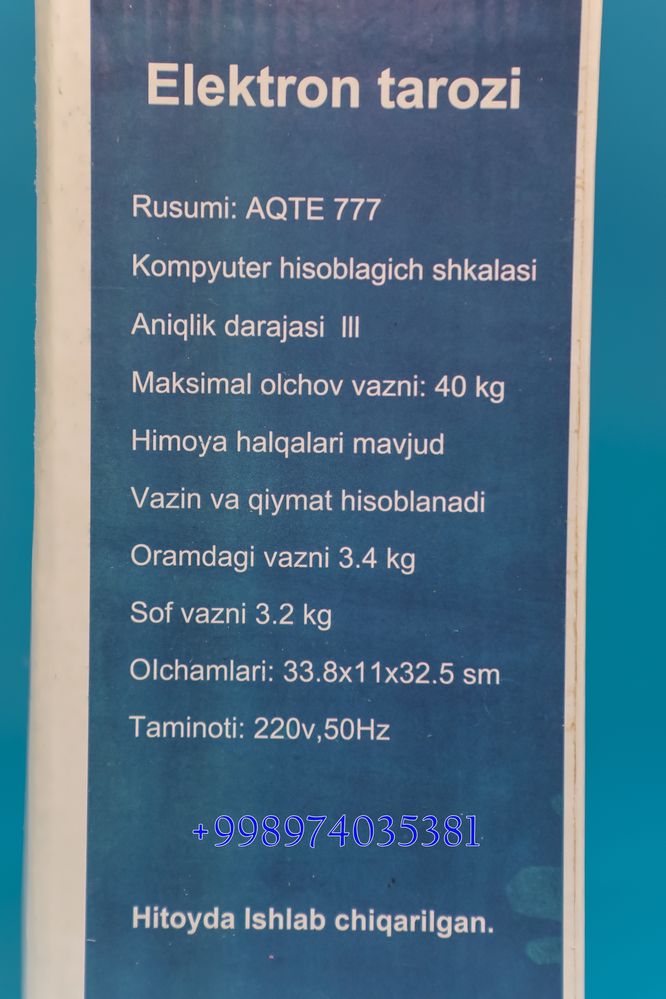 Elektron tarozi
Rusumi: AQTE 777
Kompyuter hisoblagich shkalasi
Aniqlik darajasi III
Maksimal olchov vazni: 40 kg
Himoya halqalari mavjud
Vazin va qiymat hisoblanadi
Oramdagi vazni 3.4 kg
Sof vazni 3.2 kg
Olchamlari: 33.8x11x32.5 sm
Taminoti: 220v,50Hz
+998974035381
Hitoyda Ishlab chiqarilgan.